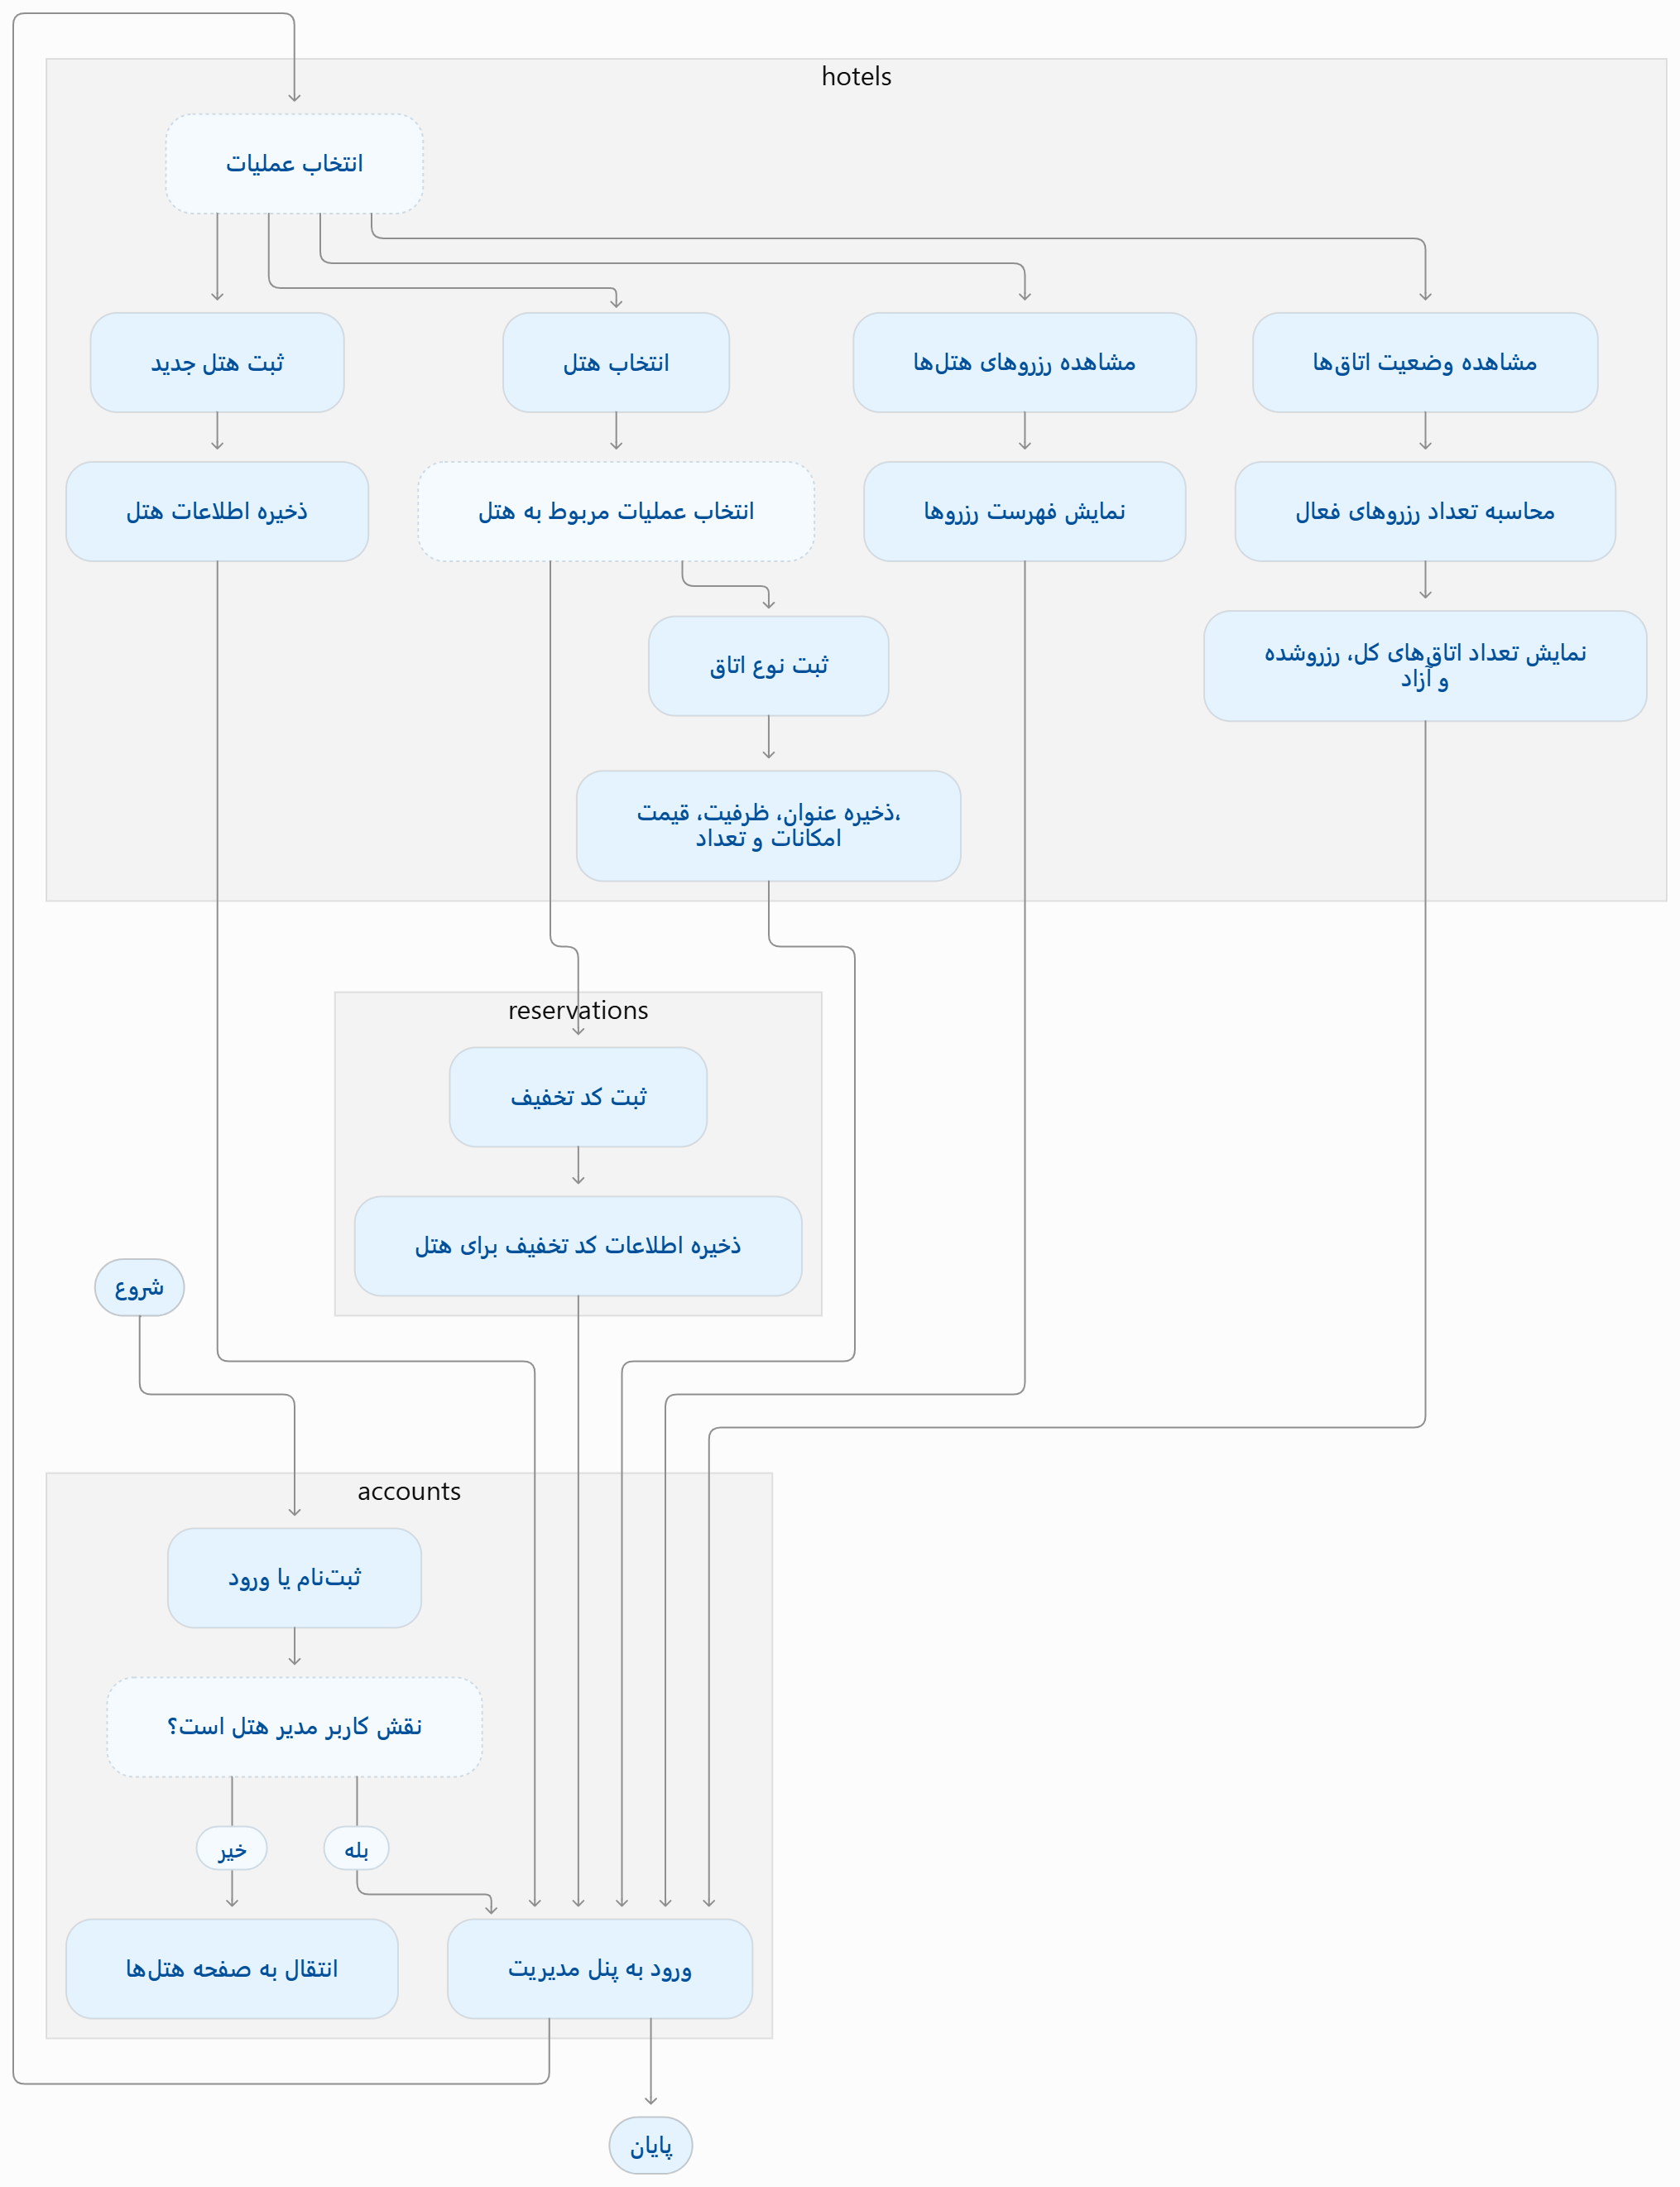 hotels
انتخاب عملیات
ثبت هتل جدید
انتخاب هتل
مشاهده رزروهای هتل‌ها
مشاهده وضعیت اتاق‌ها
ذخیره اطلاعات هتل
انتخاب عملیات مربوط به هتل
نمایش فهرست رزروها
محاسبه تعداد رزروهای فعال
ثبت نوع اتاق
نمایش تعداد اتاق‌های کل، رزروشده
و آزاد
ذخیره عنوان، ظرفیت، قیمت،
امکانات و تعداد
reservations
ثبت کد تخفیف
ذخیره اطلاعات کد تخفیف برای هتل
شروع
accounts
ثبت‌نام یا ورود
نقش کاربر مدیر هتل است؟
خیر
بله
انتقال به صفحه هتل‌ها
ورود به پنل مدیریت
پایان